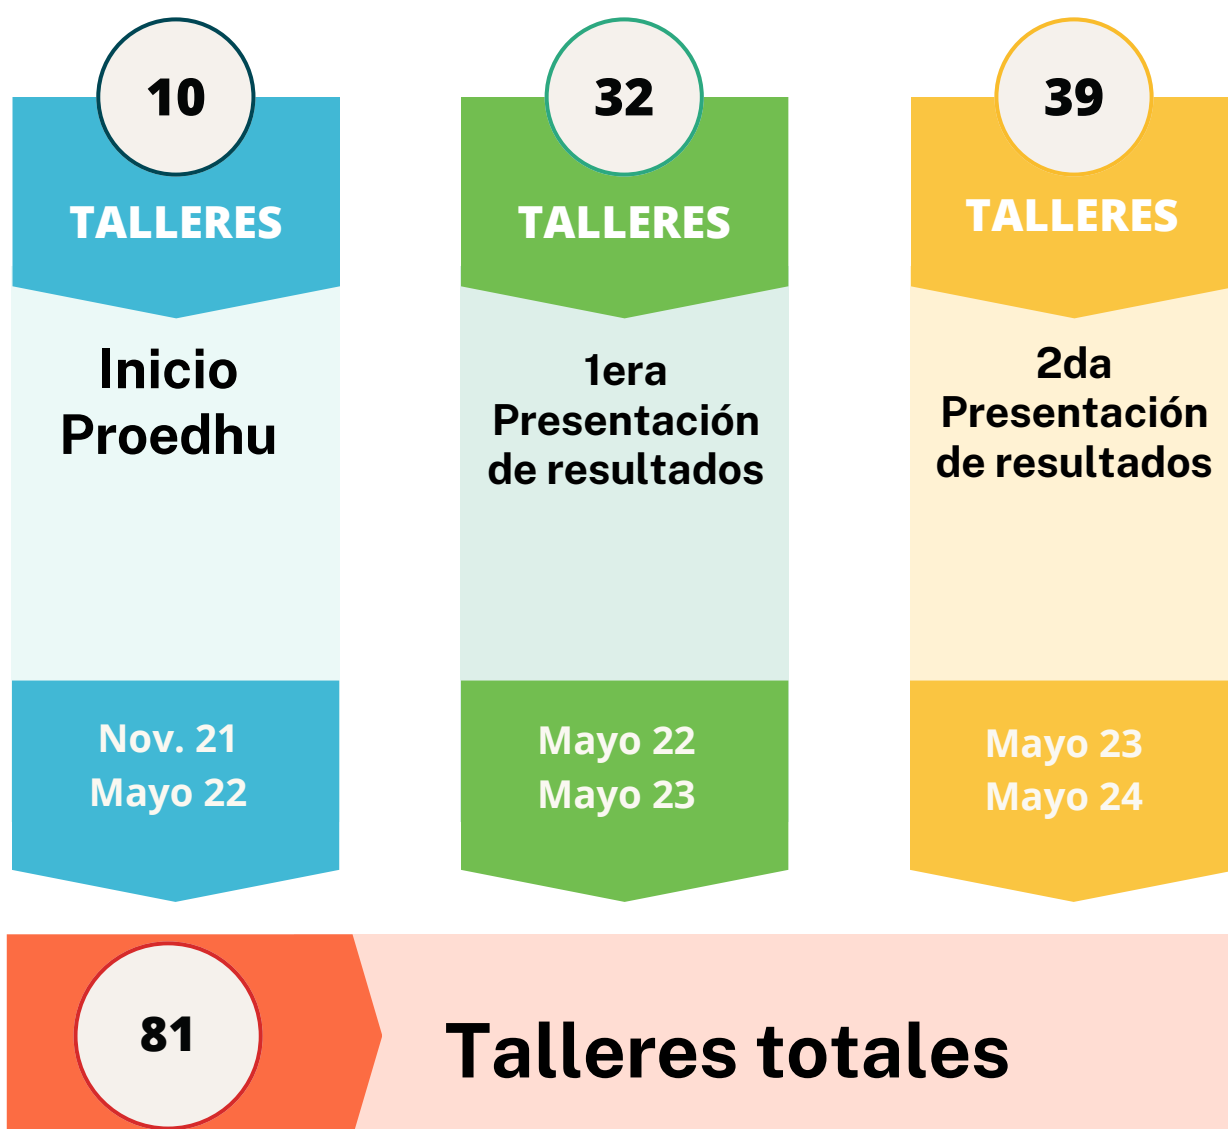 10
TALLERES
Inicio
Proedhu
Nov. 21
Mayo 22
32
TALLERES
1era
Presentación
de resultados
Mayo 22
Mayo 23
39
TALLERES
2da
Presentación
de resultados
Mayo 23
Mayo 24
81
Talleres totales